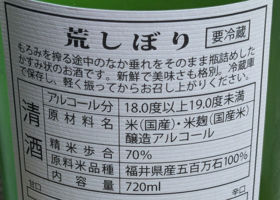 荒しぼり
要冷蔵
もろみを搾る途中のなか垂れをそのまま瓶詰めした
かすみ状のお酒です。新鮮で美味さも格別。冷蔵庫
で保存し、軽く振ってからお召し上がりください。
清酒
アルコール分 18.0度以上19.0度未満
原材料名 米(国産)・米麹(国産米)
醸造アルコール
精米歩合 70%
原料米品種 福井県産五百万石100%
内容量 720ml
甘口 辛口